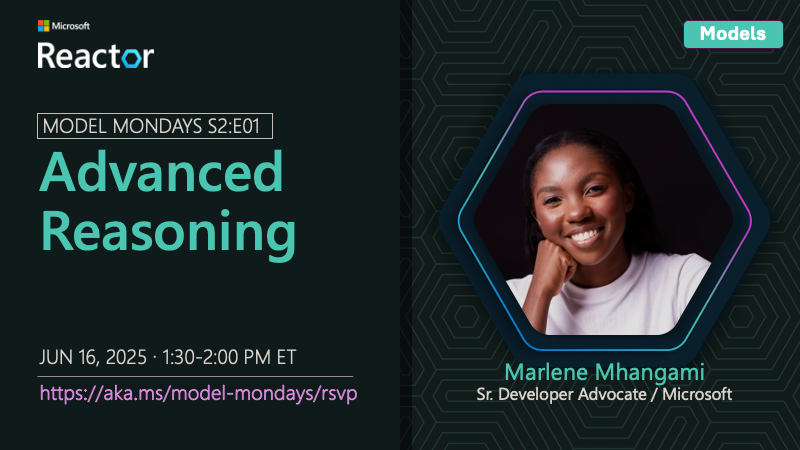 Microsoft
Reactor
Models
MODEL MONDAYS S2:E01
Advanced
Reasoning
JUN 16, 2025 · 1:30-2:00 PM ET
https://aka.ms/model-mondays/rsvp
Marlene Mhangami
Sr. Developer Advocate / Microsoft